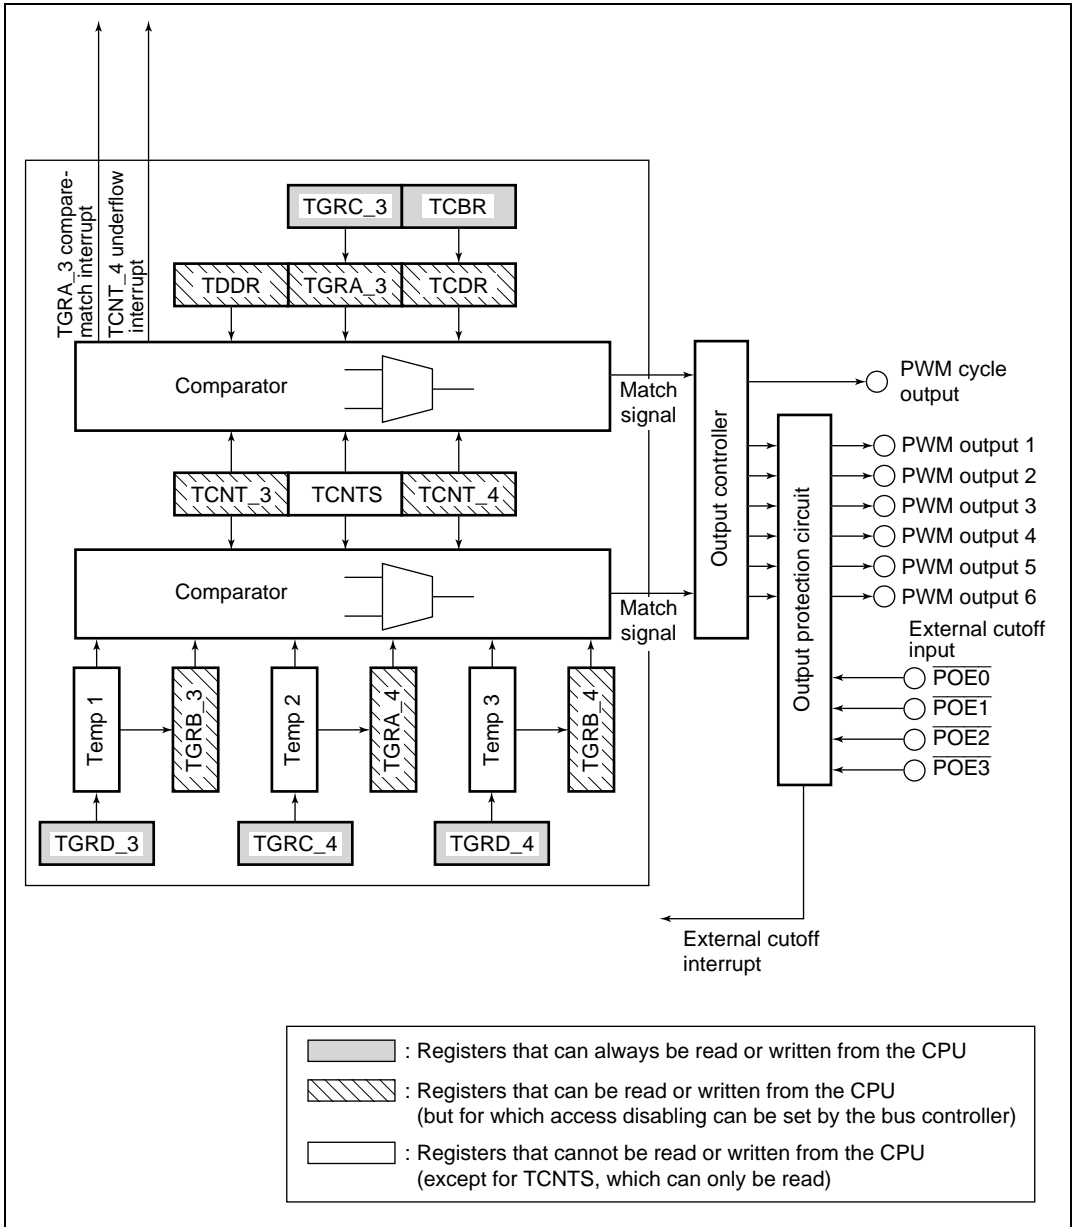 TGRA_3 compare-
match interrupt
TCNT_4 underflow
interrupt
TGRC_3
TCBR
TDDR
TGRA_3
TCDR
Comparator
Match
signal
PWM cycle
output
Output controller
Output protection circuit
PWM output 1
PWM output 2
PWM output 3
PWM output 4
PWM output 5
PWM output 6
TCNT_3
TCNTS
TCNT_4
Comparator
Match
signal
External cutoff
input
POE0
POE1
POE2
POE3
Temp 1
TGRB_3
Temp 2
TGRA_4
Temp 3
TGRB_4
TGRD_3
TGRC_4
TGRD_4
External cutoff
interrupt
: Registers that can always be read or written from the CPU
: Registers that can be read or written from the CPU
(but for which access disabling can be set by the bus controller)
: Registers that cannot be read or written from the CPU
(except for TCNTS, which can only be read)